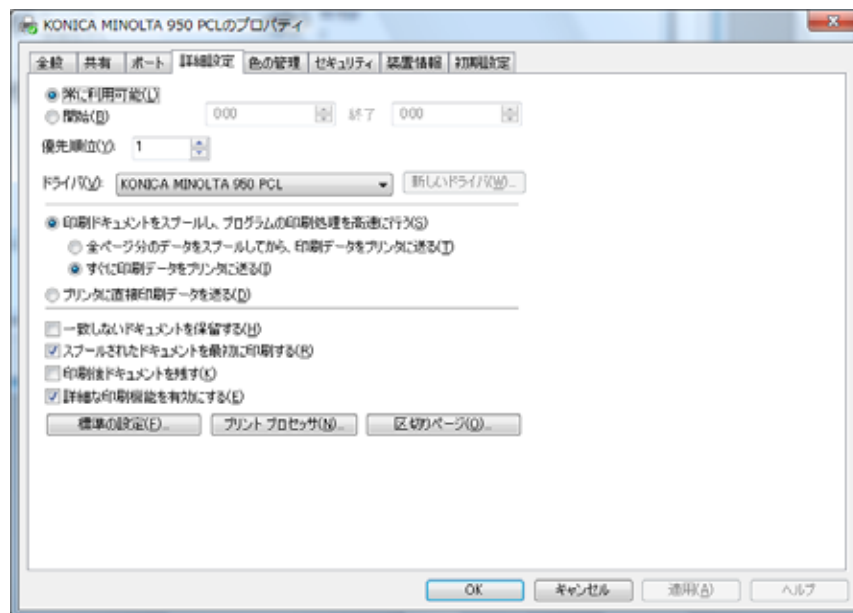 KONICA MINOLTA 950 PCLのプロパティ
全般 共有 ポート 詳細設定 色の管理 セキュリティ 装置情報 初期設定
常に利用可能(L)
開始(B) 0:00 終了 0:00
優先順位(Y): 1
ドライバ(V): KONICA MINOLTA 950 PCL 新しいドライバ(W)...
印刷ドキュメントをスプールし、プログラムの印刷処理を高速に行う(S)
全ページ分のデータをスプールしてから、印刷データをプリンタに送る(T)
すぐに印刷データをプリンタに送る(I)
プリンタに直接印刷データを送る(D)
一致しないドキュメントを保留する(H)
スプールされたドキュメントを最初に印刷する(R)
印刷後ドキュメントを残す(K)
詳細な印刷機能を有効にする(E)
標準の設定(F)... プリント プロセッサ(N)... 区切りページ(O)...
OK キャンセル 適用(A) ヘルプ